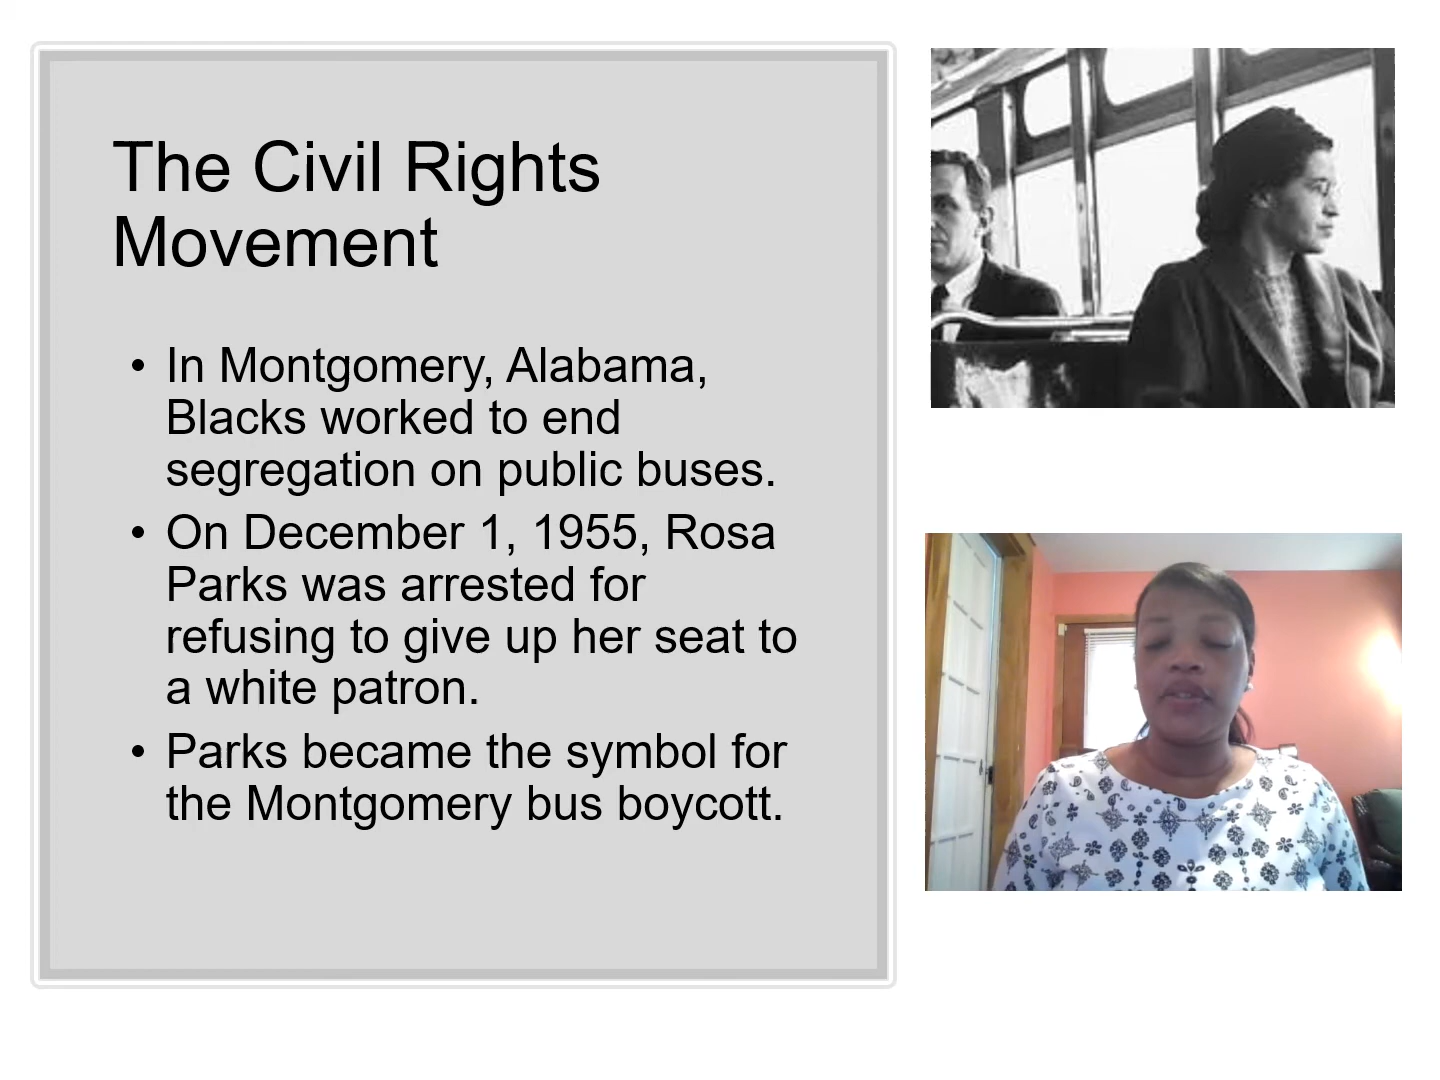 The Civil Rights
Movement
• In Montgomery, Alabama,
Blacks worked to end
segregation on public buses.
• On December 1, 1955, Rosa
Parks was arrested for
refusing to give up her seat to
a white patron.
• Parks became the symbol for
the Montgomery bus boycott.